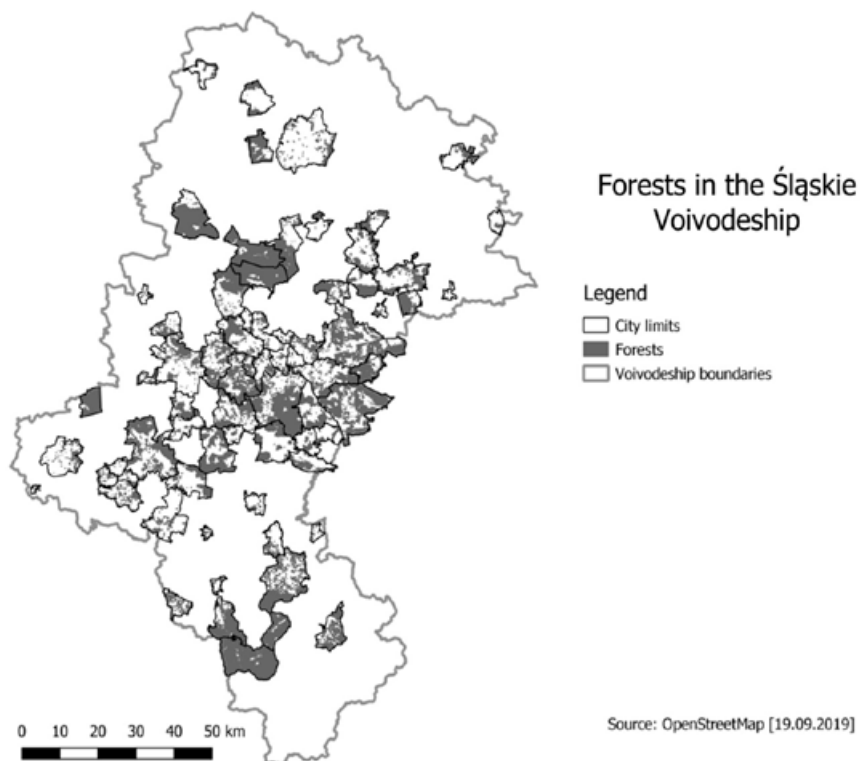 Forests in the Śląskie
Voivodeship
Legend
City limits
Forests
Voivodeship boundaries
0 10 20 30 40 50 km
Source: OpenStreetMap [19.09.2019]